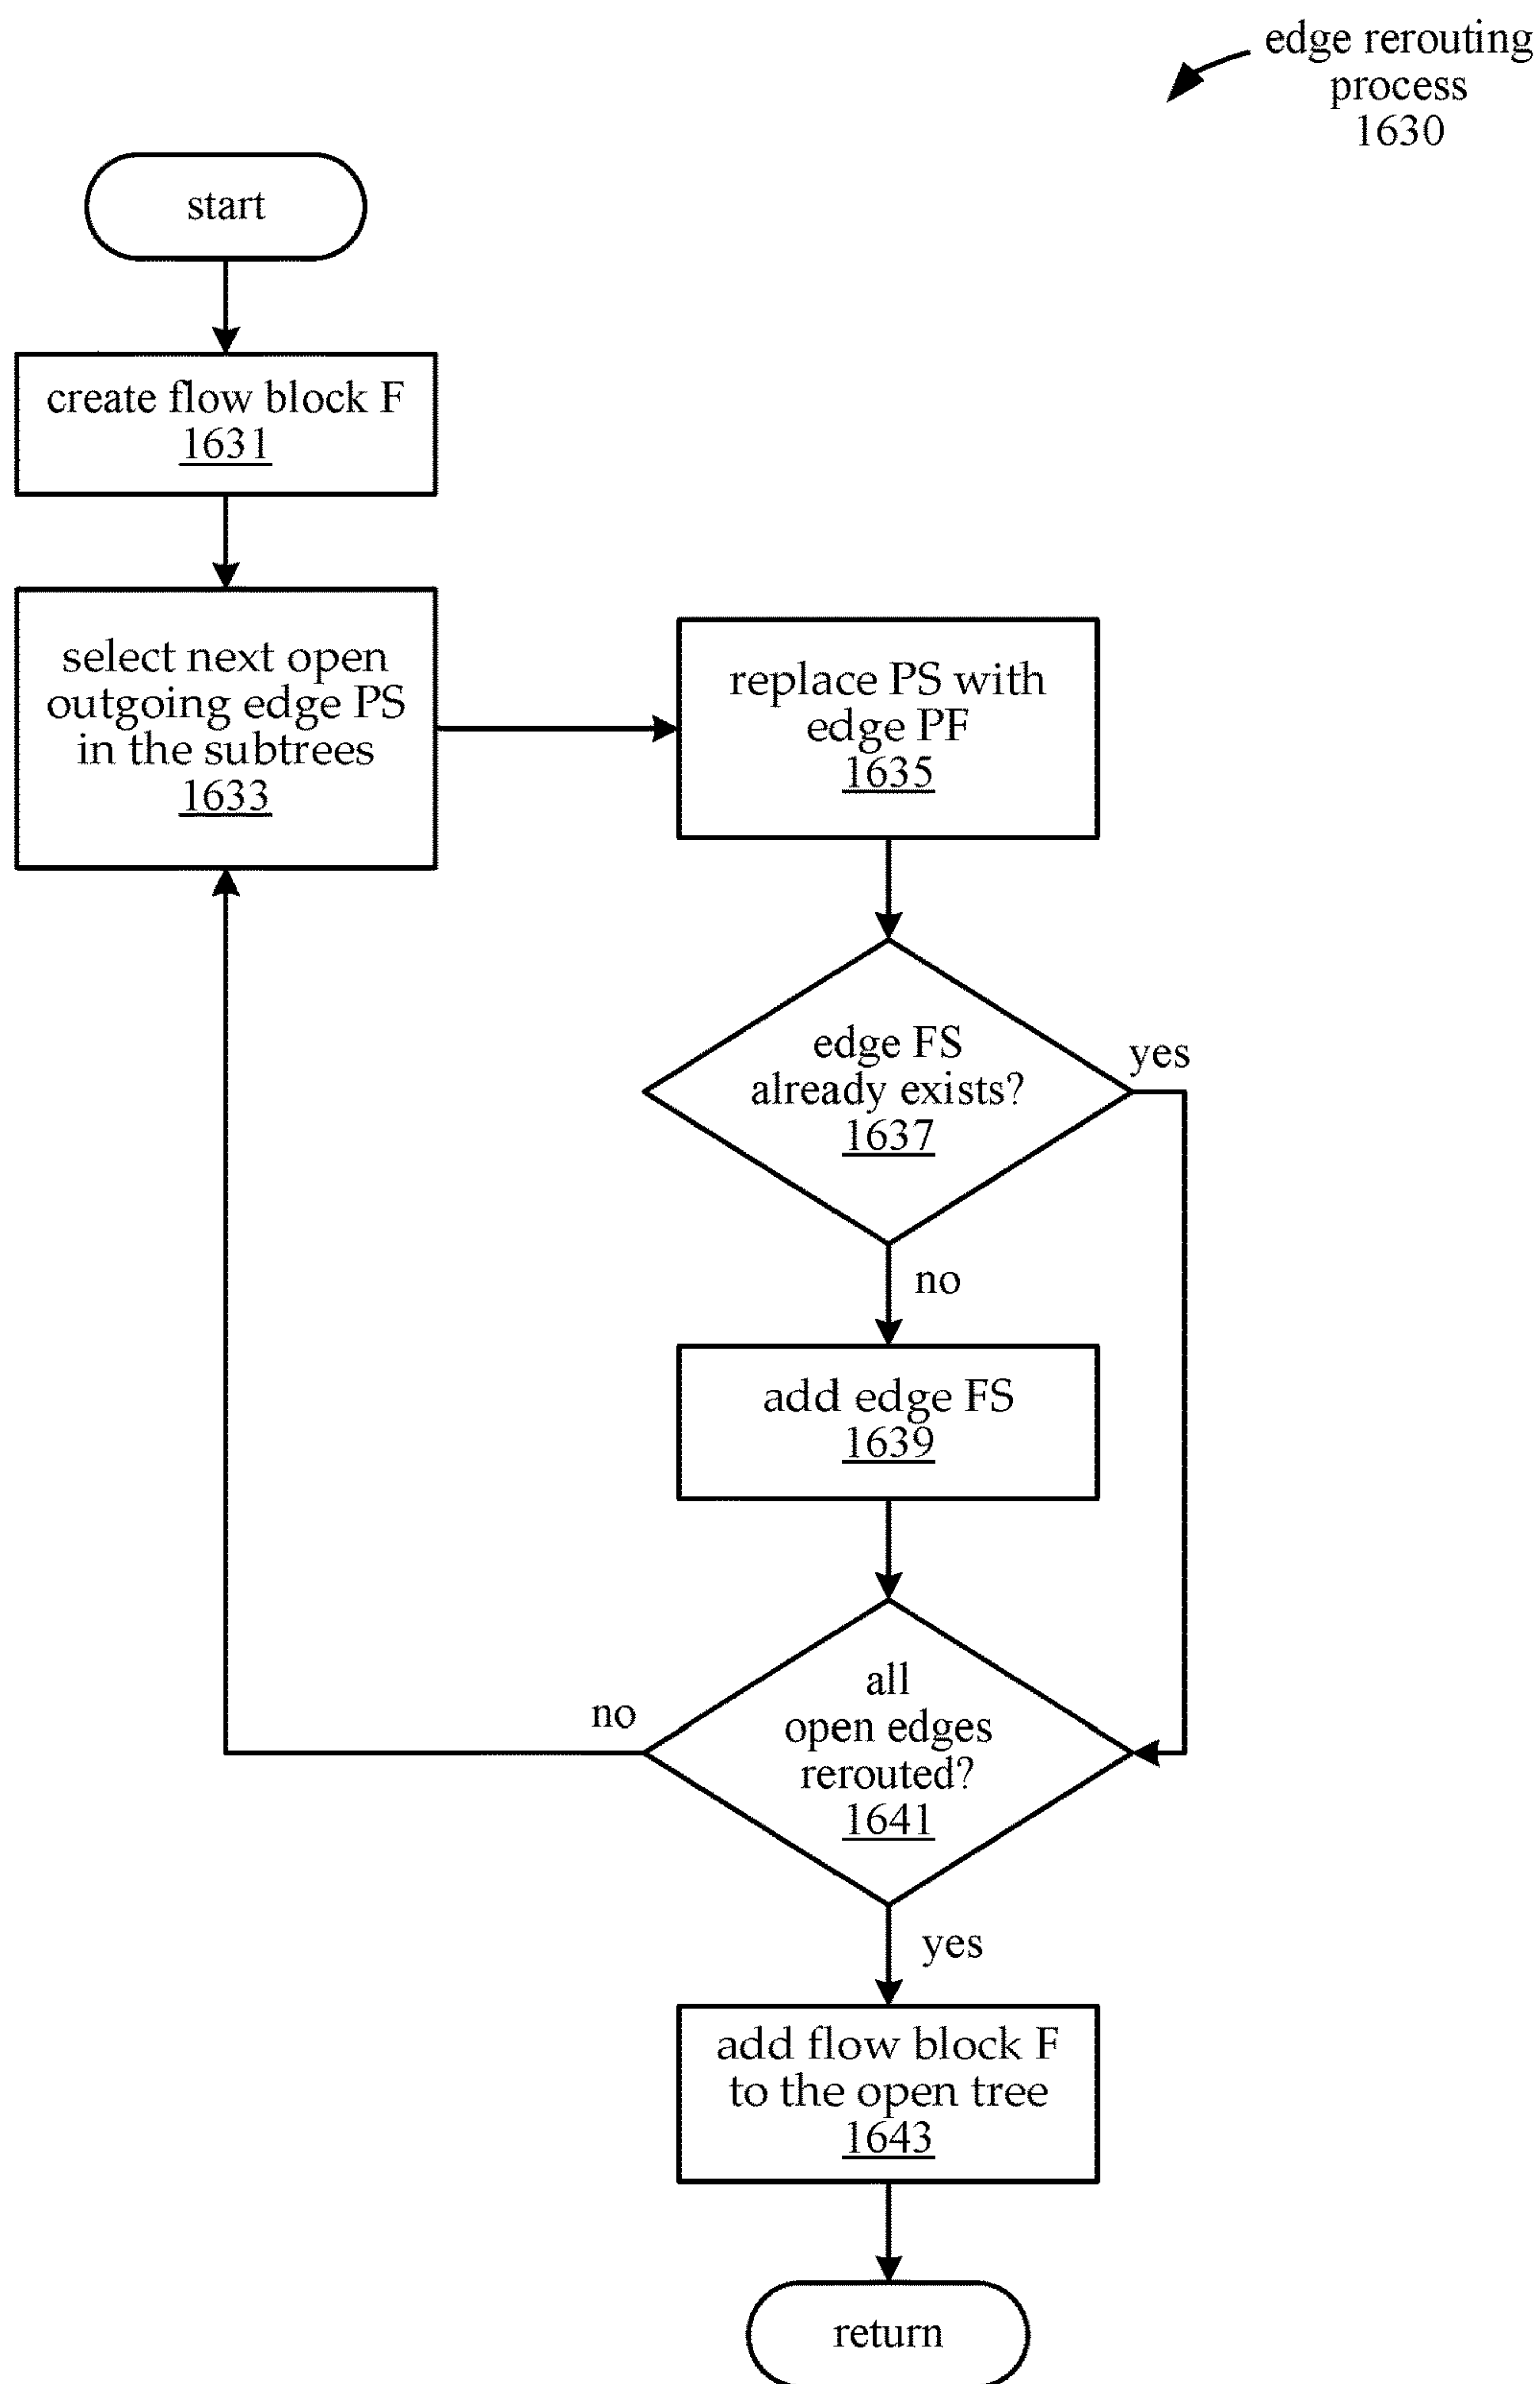 edge rerouting
process
1630
start
create flow block F
1631
select next open
outgoing edge PS
in the subtrees
1633
replace PS with
edge PF
1635
edge FS
already exists?
1637
yes
no
add edge FS
1639
all
open edges
rerouted?
1641
no
yes
add flow block F
to the open tree
1643
return